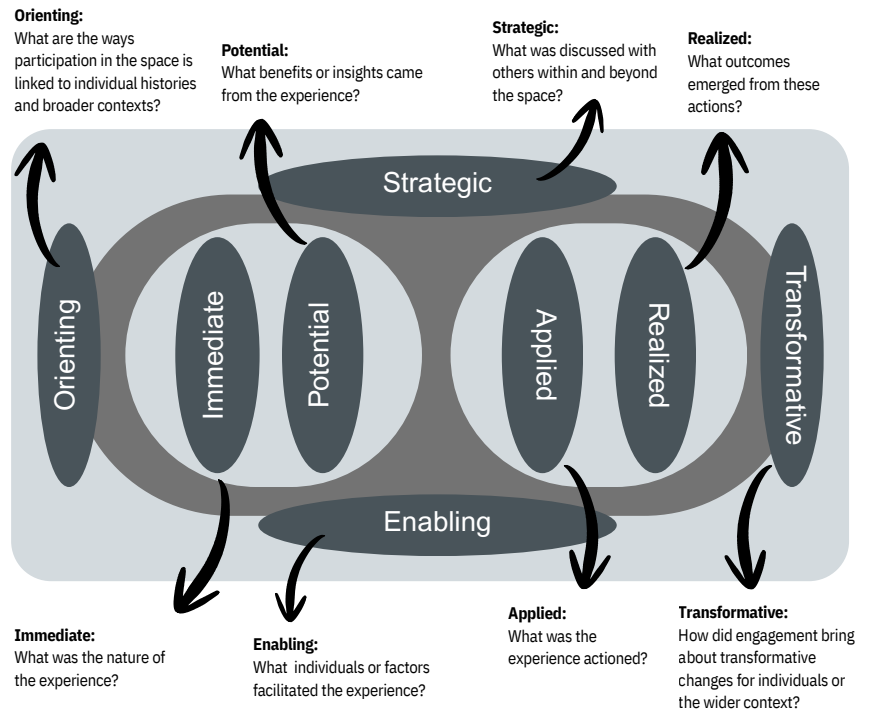 Orienting:
What are the ways
participation in the space is
linked to individual histories
and broader contexts?
Potential:
What benefits or insights came
from the experience?
Strategic:
What was discussed with
others within and beyond
the space?
Realized:
What outcomes
emerged from these
actions?
Strategic
Orienting
Immediate
Potential
Applied
Realized
Transformative
Enabling
Immediate:
What was the nature of
the experience?
Enabling:
What individuals or factors
facilitated the experience?
Applied:
What was the
experience actioned?
Transformative:
How did engagement bring
about transformative
changes for individuals or
the wider context?